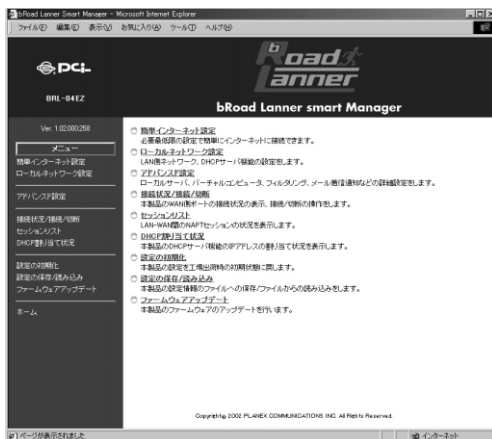 bRoad Lanner Smart Manager - Microsoft Internet Explorer
ファイル(F) 編集(E) 表示(V) お気に入り(A) ツール(T) ヘルプ(H)
PCi
BRL-04EZ
bRoad Lanner
bRoad Lanner smart Manager
Ver. 1.02.000.258
メニュー
簡単インターネット設定
ローカルネットワーク設定
アドバンスド設定
接続状況/接続/切断
セッションリスト
DHCP割り当て状況
設定の初期化
設定の保存/読み込み
ファームウェアアップデート
ホーム
簡単インターネット設定
必要最低限の設定で簡単にインターネットに接続できます。
ローカルネットワーク設定
LAN側ネットワーク、DHCPサーバ機能の設定をします。
アドバンスド設定
ローカルサーバ、バーチャルコンピュータ、フィルタリング、メール着信通知などの詳細設定をします。
接続状況/接続/切断
本製品のWAN側ポートの接続状況の表示、接続/切断の操作をします。
セッションリスト
LAN-WAN間のNAPTセッションの状況を表示します。
DHCP割り当て状況
本製品のDHCPサーバ機能のIPアドレスの割り当て状況を表示します。
設定の初期化
本製品の設定を工場出荷時の初期状態に戻します。
設定の保存/読み込み
本製品の設定情報のファイルへの保存/ファイルからの読み込みをします。
ファームウェアアップデート
本製品のファームウェアのアップデートを行います。
Copyright© 2002 PLANEX COMMUNICATIONS INC. All Rights Reserved.
ページが表示されました
インターネット